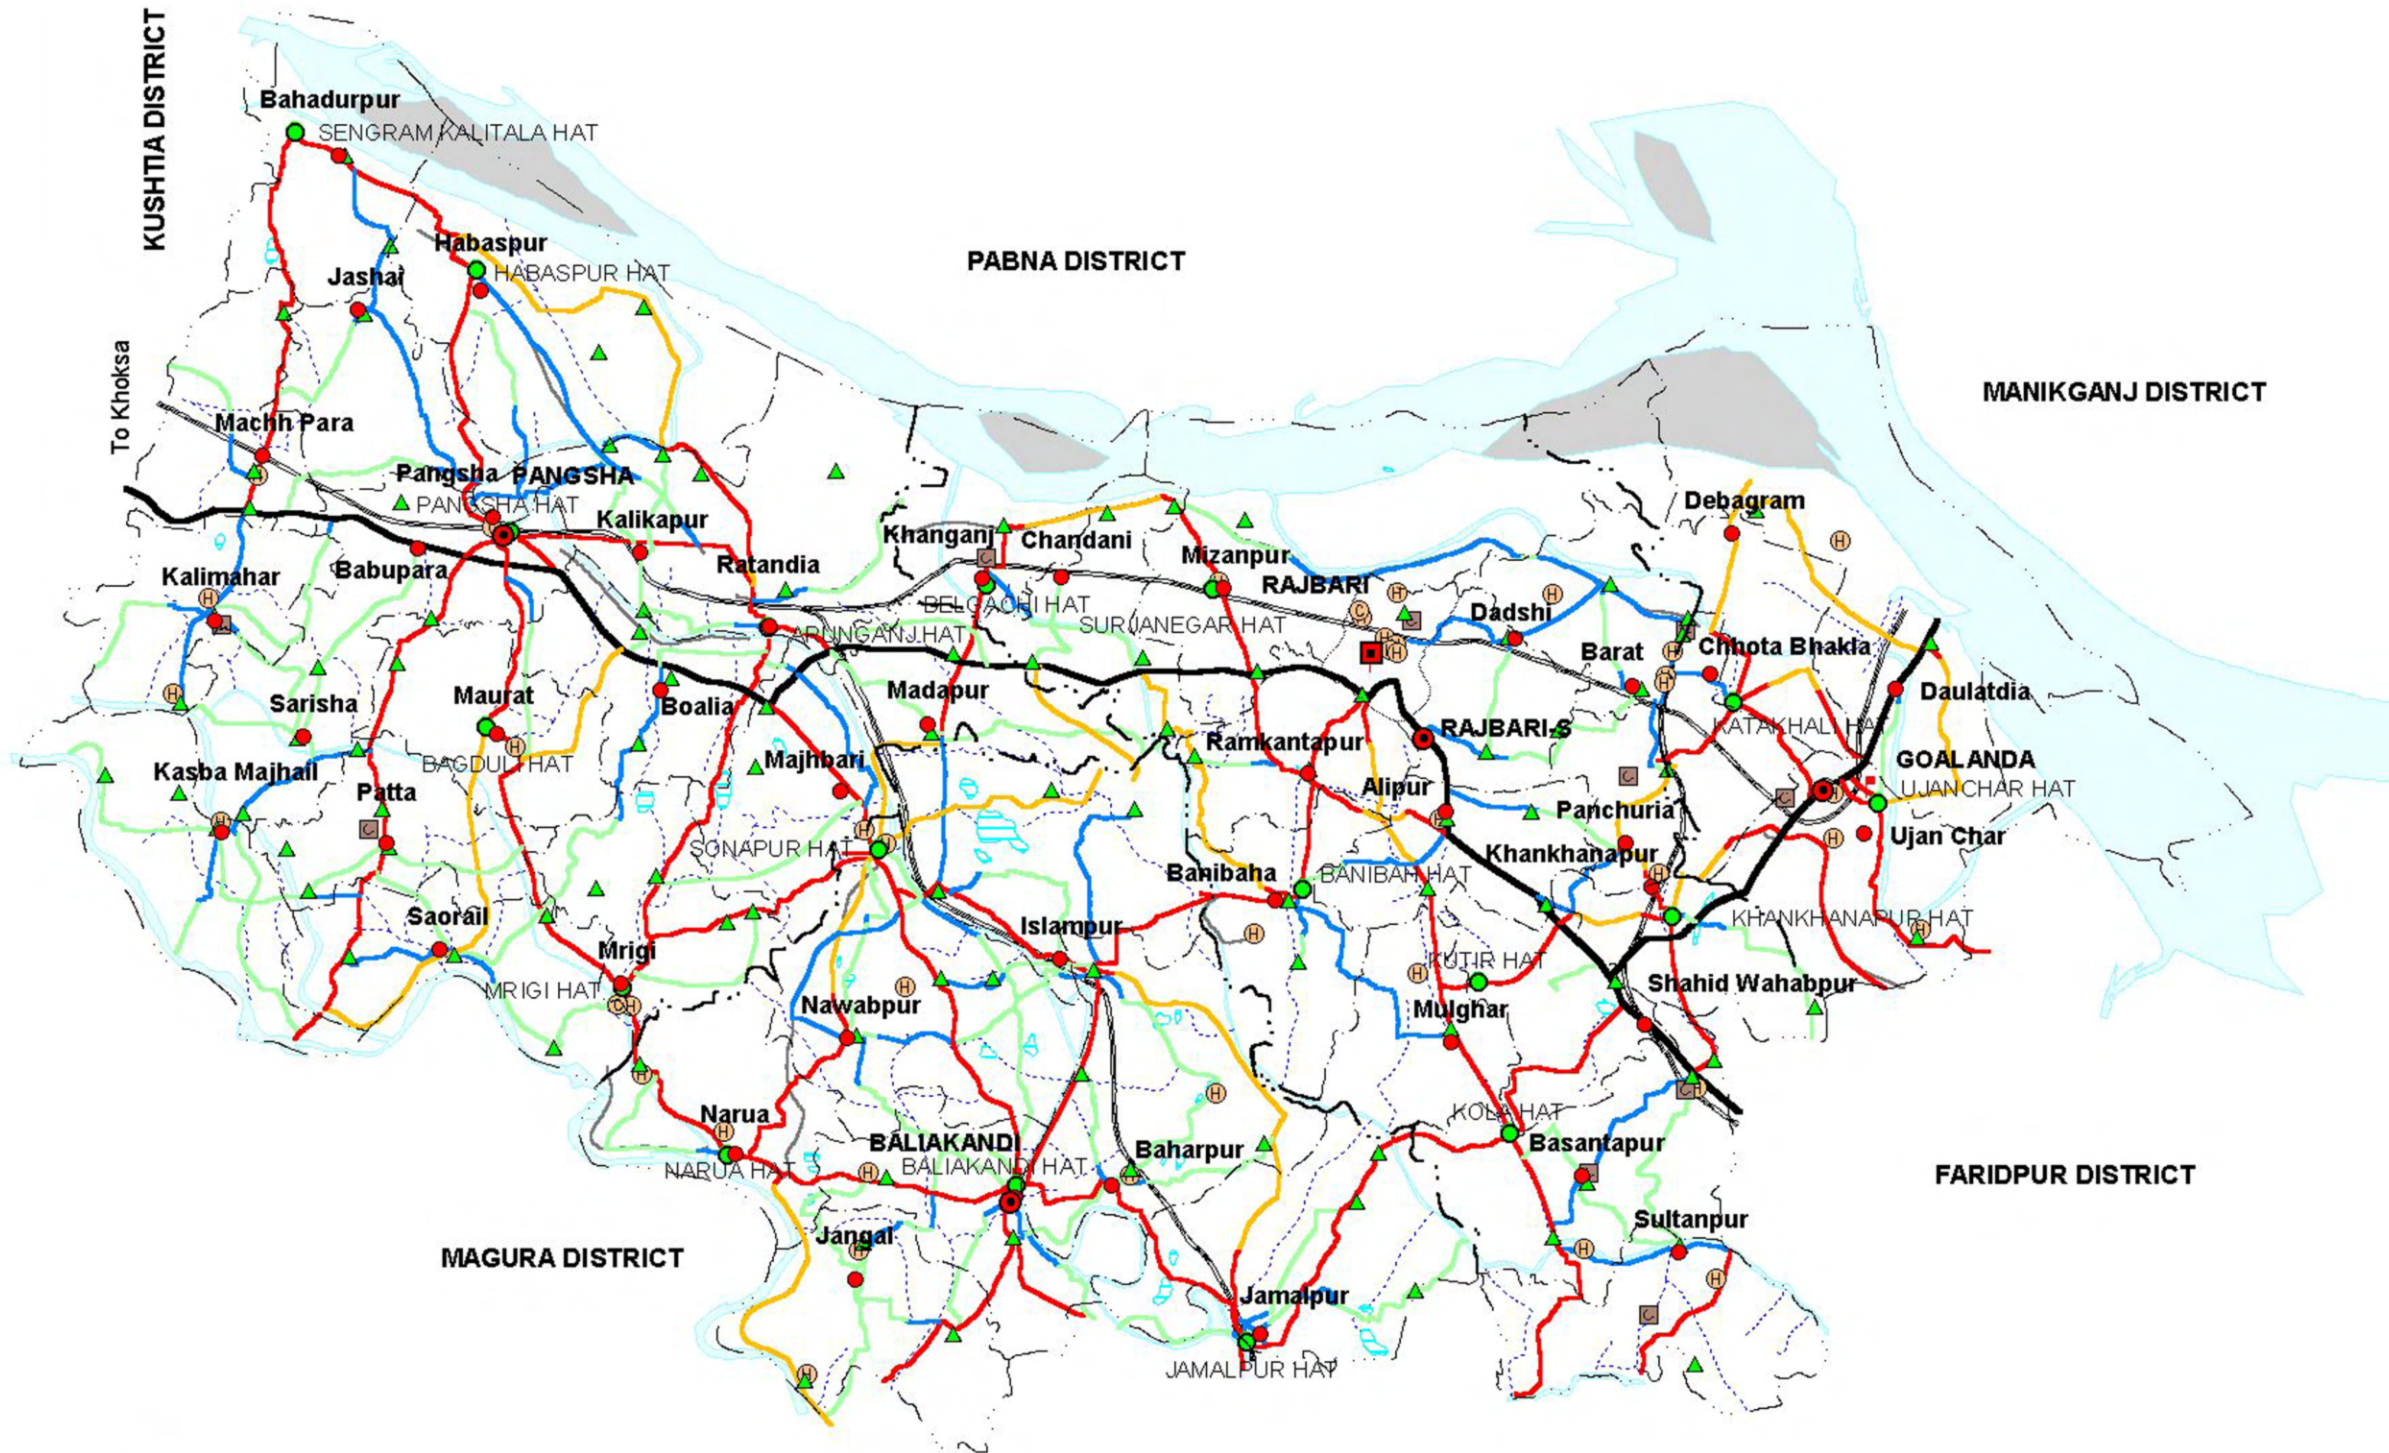 KUSHTIA DISTRICT
Bahadurpur
SENGRAM KALITALA HAT
Habaspur
HABASPUR HAT
Jashai
PABNA DISTRICT
MANIKGANJ DISTRICT
To Khoksa
Machh Para
Pangsha PANGSHA
PANGSHA HAT
Kalikapur
Debagram
Khanganj
Chandani
Mizanpur
Ratandia
Babupara
Kalimahar
RAJBARI
BELGACHI HAT
SURJANEGAR HAT
Dadshi
ARUNGANJ HAT
Barat
Chhota Bhakla
Daulatdia
Madapur
Maurat
Sarisha
Boalia
KATAKHALI HAT
RAJBARI-S
Ramkantapur
BAGDULI HAT
Majhbari
Kasba Majhail
GOALANDA
UJANCHAR HAT
Alipur
Patta
Panchuria
Ujan Char
SONAPUR HAT
Khankhanapur
Banibaha
BANIBAH HAT
Saorail
Islampur
KHANKHANAPUR HAT
Mrigi
KUTIR HAT
MRIGI HAT
Shahid Wahabpur
Nawabpur
Mulghar
Narua
KOLA HAT
BALIAKANDI
BALIAKANDI HAT
Baharpur
Basantapur
NARUA HAT
FARIDPUR DISTRICT
Sultanpur
Jangal
MAGURA DISTRICT
Jamalpur
JAMALPUR HAT